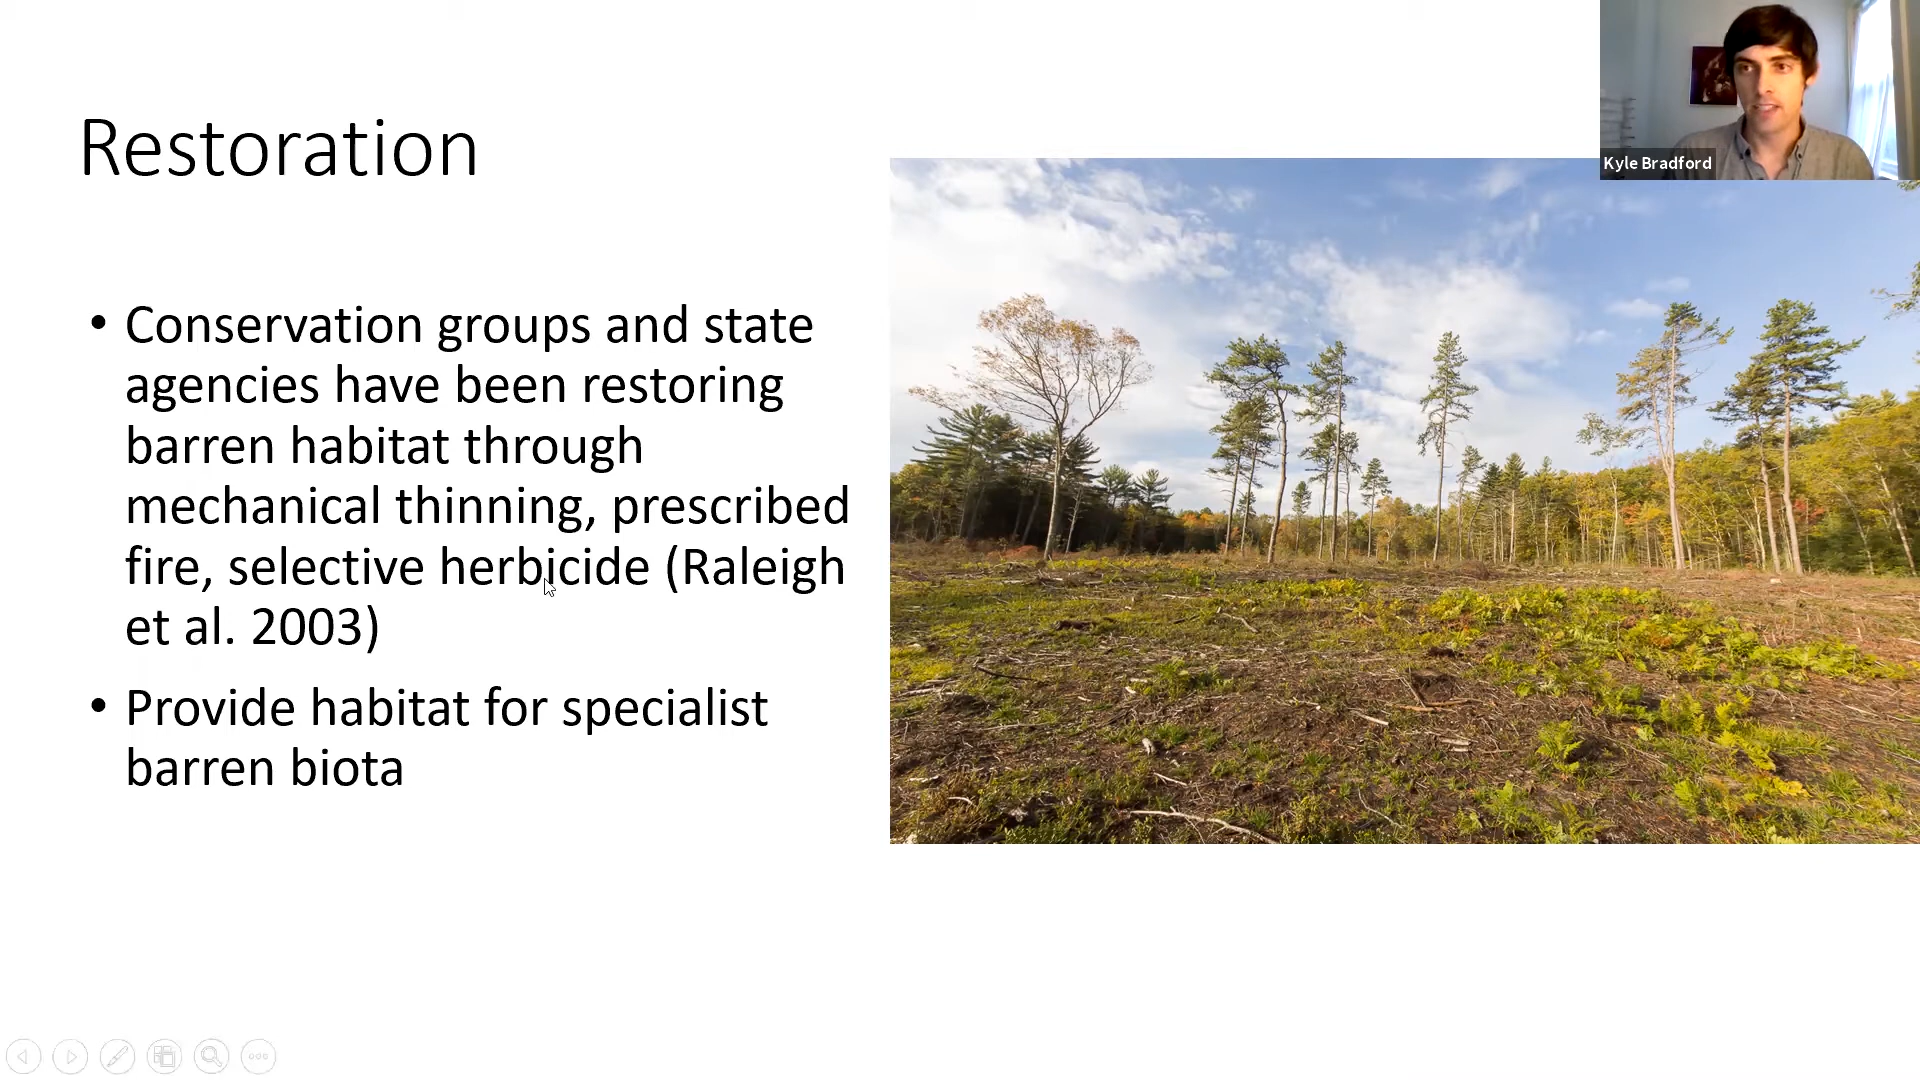 Restoration
Kyle Bradford
• Conservation groups and state
agencies have been restoring
barren habitat through
mechanical thinning, prescribed
fire, selective herbicide (Raleigh
et al. 2003)
• Provide habitat for specialist
barren biota